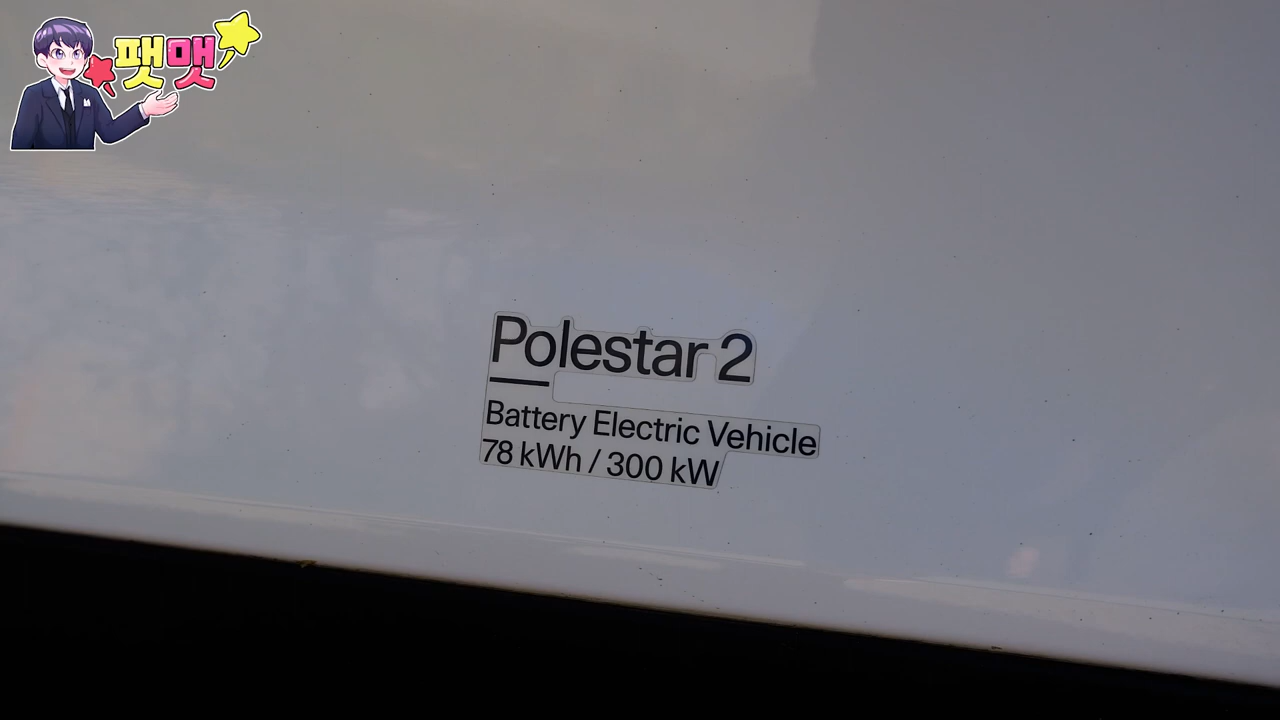 팻맷
Polestar 2
Battery Electric Vehicle
78 kWh / 300 kW